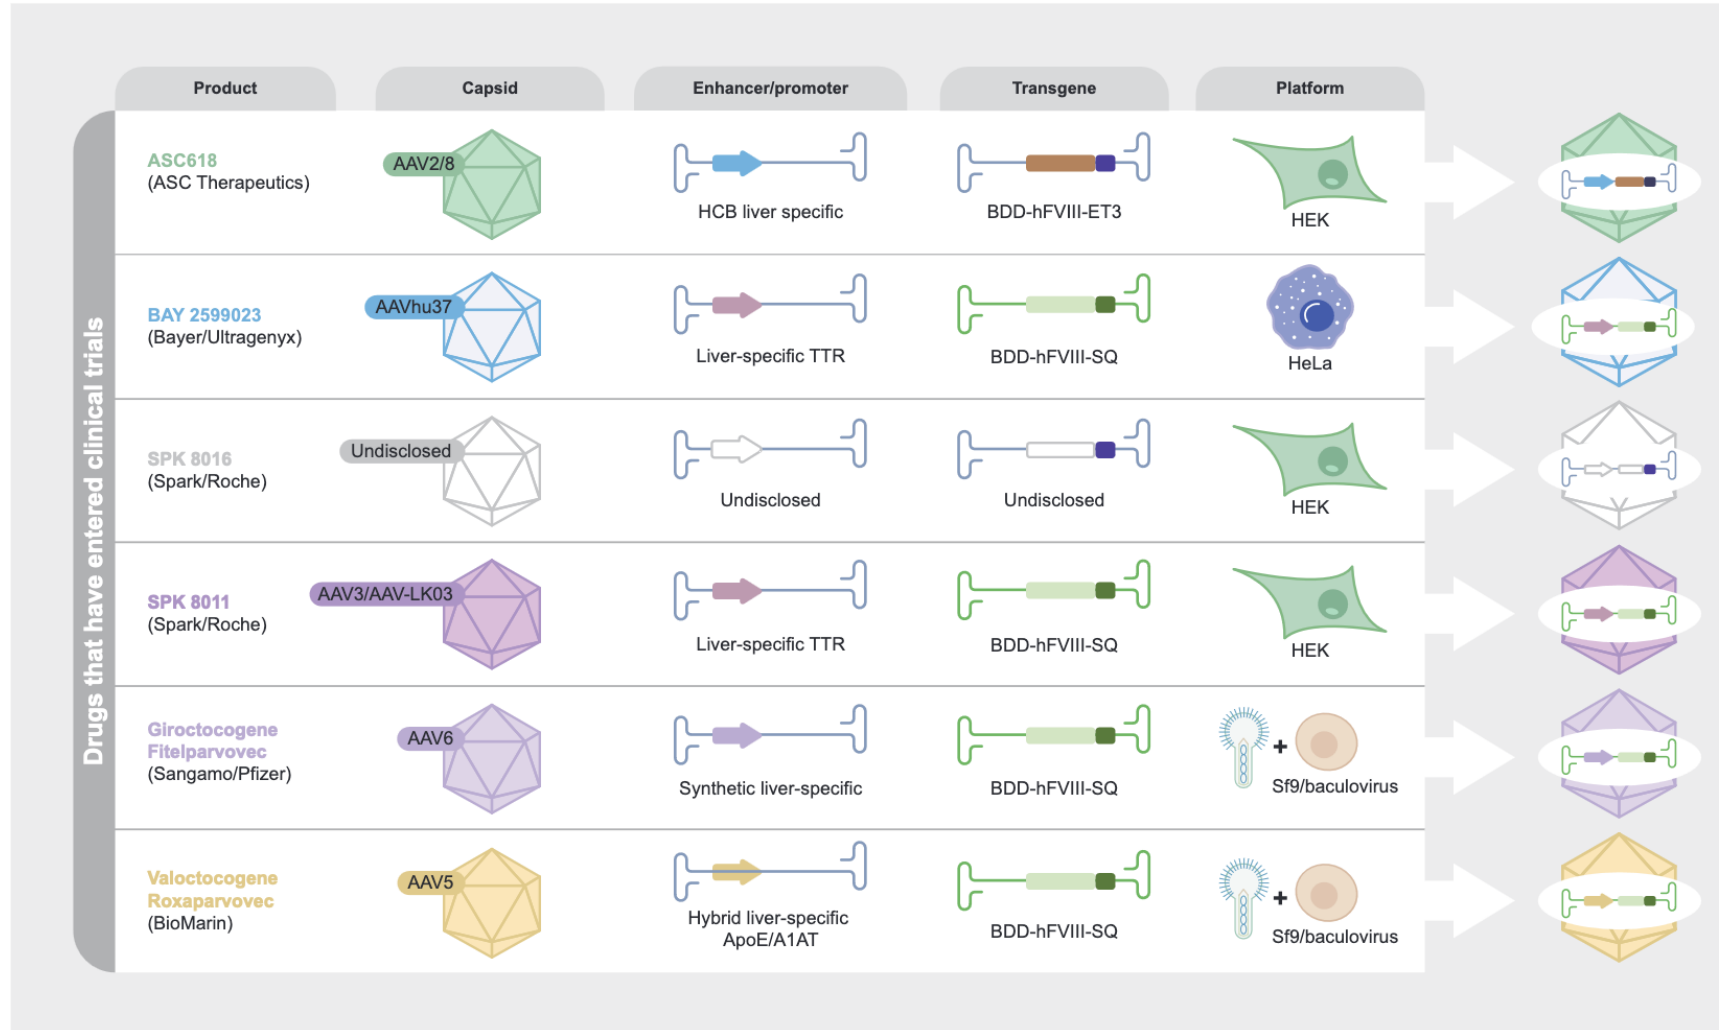 Product
Capsid
Enhancer/promoter
Transgene
Platform
Drugs that have entered clinical trials
ASC618
(ASC Therapeutics)
AAV2/8
HCB liver specific
BDD-hFVIII-ET3
HEK
BAY 2599023
(Bayer/Ultragenyx)
AAVhu37
Liver-specific TTR
BDD-hFVIII-SQ
HeLa
SPK 8016
(Spark/Roche)
Undisclosed
Undisclosed
Undisclosed
HEK
SPK 8011
(Spark/Roche)
AAV3/AAV-LK03
Liver-specific TTR
BDD-hFVIII-SQ
HEK
Giroctocogene
Fitelparvovec
(Sangamo/Pfizer)
AAV6
Synthetic liver-specific
BDD-hFVIII-SQ
+
Sf9/baculovirus
Valoctocogene
Roxaparvovec
(BioMarin)
AAV5
Hybrid liver-specific
ApoE/A1AT
BDD-hFVIII-SQ
+
Sf9/baculovirus